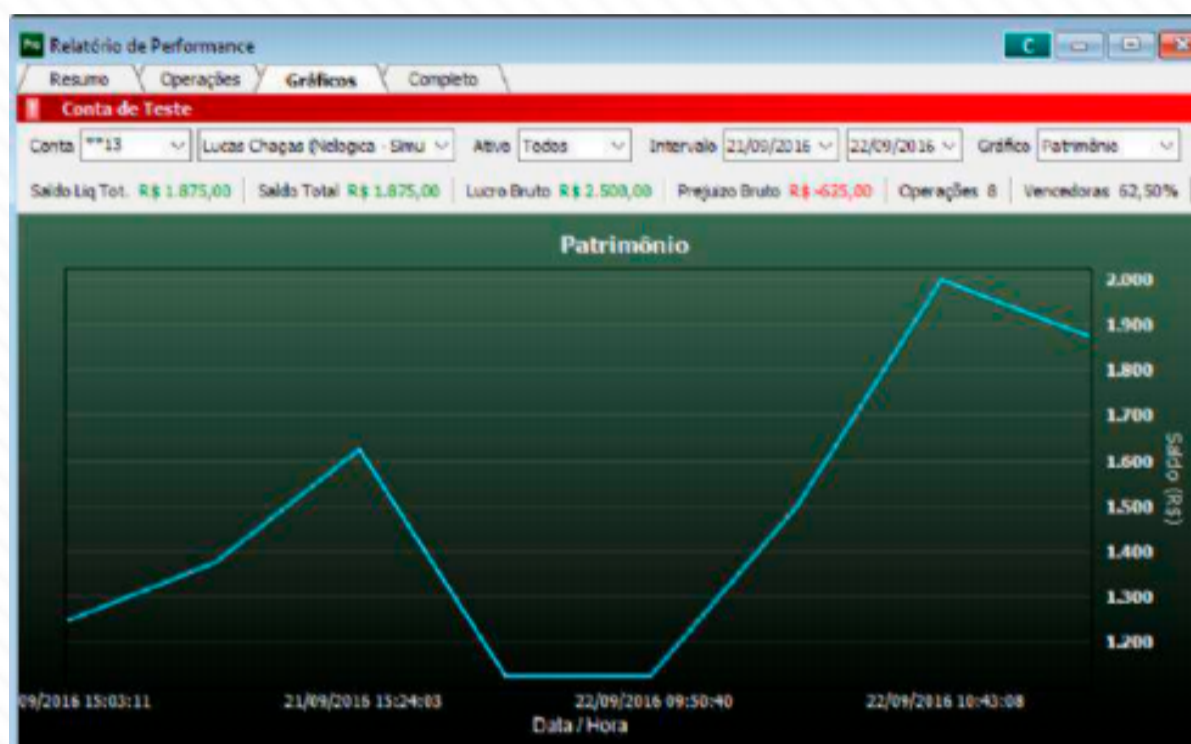 Pro Relatório de Performance C
Resumo Operações Gráficos Completo
! Conta de Teste
Conta **13 Lucas Chagas (Nelogica - Simu Ativo Todos Intervalo 21/09/2016 22/09/2016 Gráfico Patrimônio
Saldo Liq Tot. R$ 1.875,00 Saldo Total R$ 1.875,00 Lucro Bruto R$ 2.500,00 Prejuizo Bruto R$ -625,00 Operações 8 Vencedoras 62,50%
Patrimônio
2.000
1.900
1.800
1.700
1.600
1.500
1.400
1.300
1.200
Saldo (R$)
09/2016 15:03:11 21/09/2016 15:24:03 22/09/2016 09:50:40 22/09/2016 10:43:08
Data / Hora